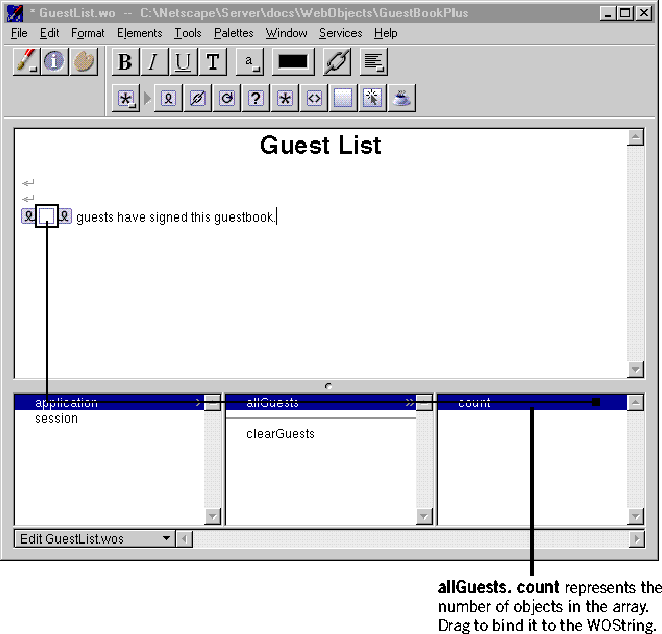 * GuestList.wo -- C:\Netscape\Server\docs\WebObjects\GuestBookPlus
File Edit Format Elements Tools Palettes Window Services Help
B I U T a
Guest List
guests have signed this guestbook.
application > allGuests >> count
session
clearGuests
Edit GuestList.wos
allGuests. count represents the
number of objects in the array.
Drag to bind it to the WOString.